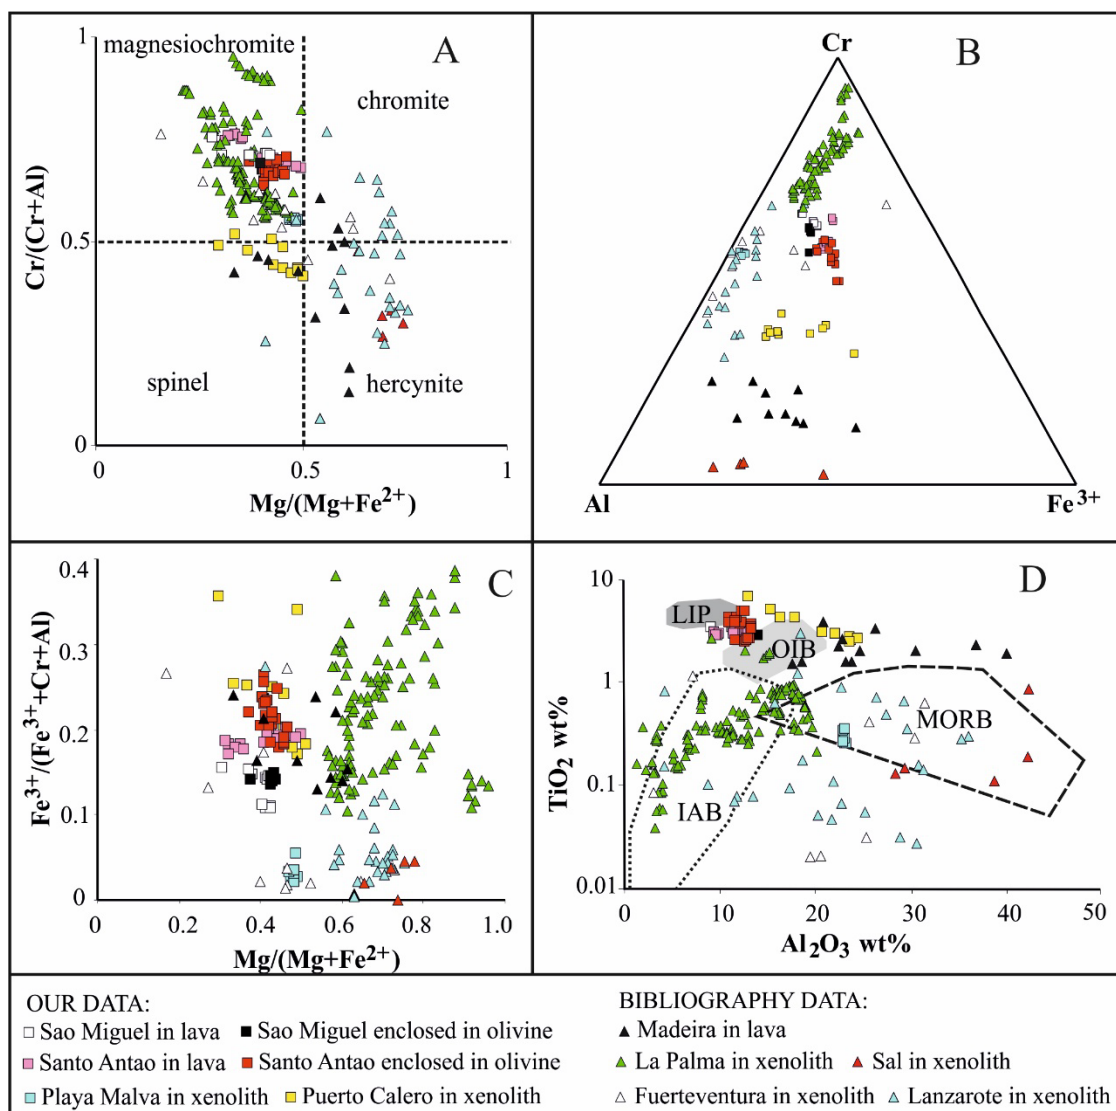 A
1
magnesiochromite
chromite
Cr/(Cr+Al)
0.5
spinel
hercynite
0
0
0.5
1
Mg/(Mg+Fe²⁺)
B
Cr
Al
Fe³⁺
C
0.4
0.3
0.2
0.1
0
Fe³⁺/(Fe³⁺+Cr+Al)
0
0.2
0.4
0.6
0.8
1.0
Mg/(Mg+Fe²⁺)
D
10
1
0.1
0.01
TiO₂ wt%
LIP
OIB
MORB
IAB
0
10
20
30
40
50
Al₂O₃ wt%
OUR DATA:
Sao Miguel in lava
Sao Miguel enclosed in olivine
Santo Antao in lava
Santo Antao enclosed in olivine
Playa Malva in xenolith
Puerto Calero in xenolith
BIBLIOGRAPHY DATA:
Madeira in lava
La Palma in xenolith
Sal in xenolith
Fuerteventura in xenolith
Lanzarote in xenolith